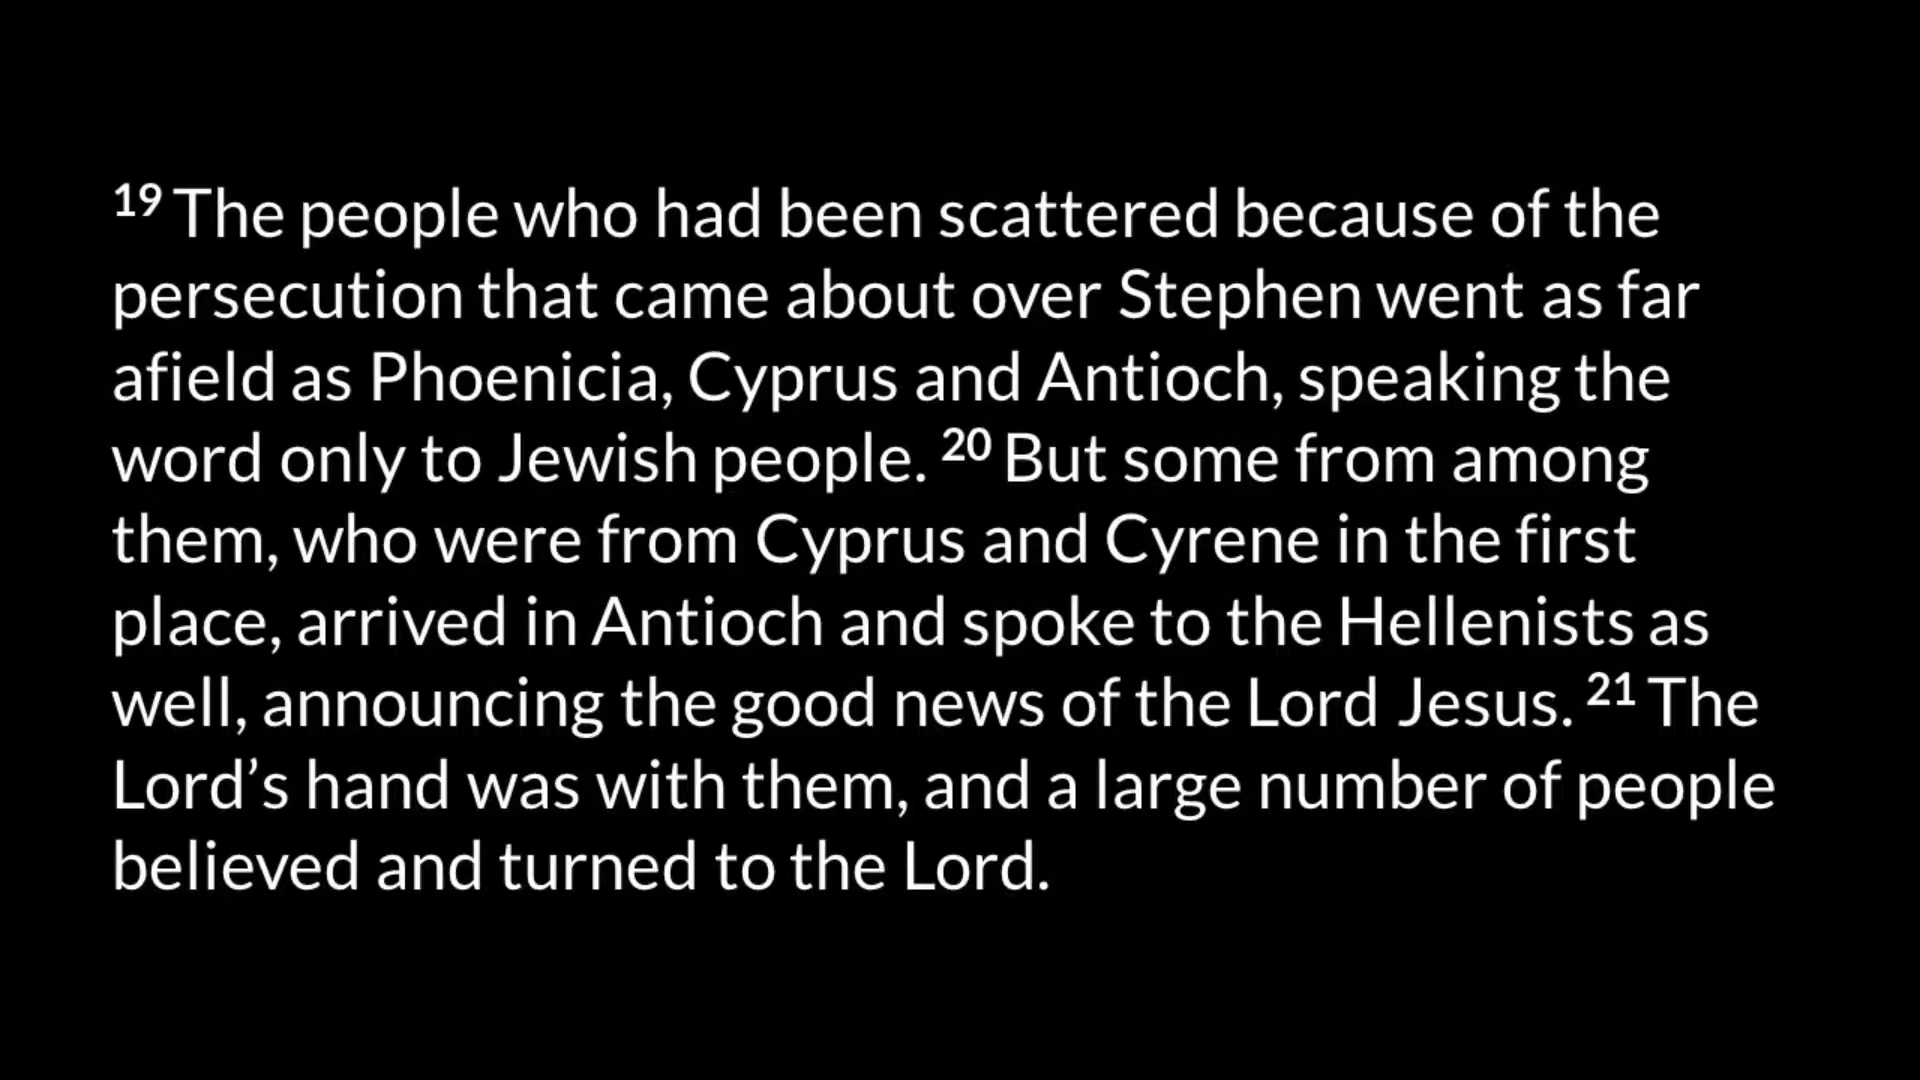 19 The people who had been scattered because of the
persecution that came about over Stephen went as far
afield as Phoenicia, Cyprus and Antioch, speaking the
word only to Jewish people. 20 But some from among
them, who were from Cyprus and Cyrene in the first
place, arrived in Antioch and spoke to the Hellenists as
well, announcing the good news of the Lord Jesus. 21 The
Lord’s hand was with them, and a large number of people
believed and turned to the Lord.